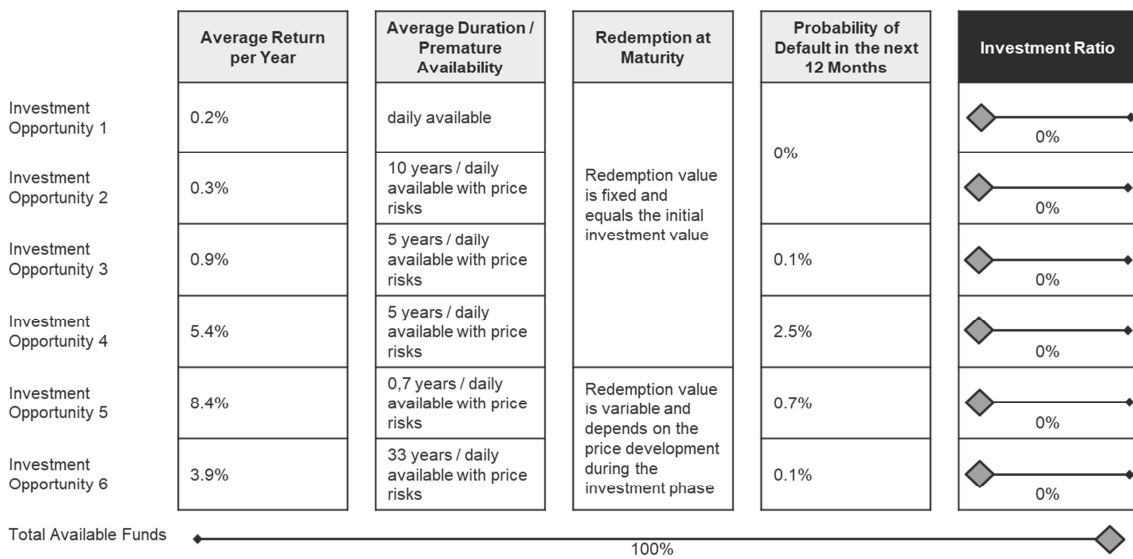 Average Return
per Year
Average Duration /
Premature
Availability
Redemption at
Maturity
Probability of
Default in the next
12 Months
Investment Ratio
Investment
Opportunity 1
0.2%
daily available
Redemption value
is fixed and
equals the initial
investment value
0%
0%
Investment
Opportunity 2
0.3%
10 years / daily
available with price
risks
0%
Investment
Opportunity 3
0.9%
5 years / daily
available with price
risks
0.1%
0%
Investment
Opportunity 4
5.4%
5 years / daily
available with price
risks
2.5%
0%
Investment
Opportunity 5
8.4%
0,7 years / daily
available with price
risks
Redemption value
is variable and
depends on the
price development
during the
investment phase
0.7%
0%
Investment
Opportunity 6
3.9%
33 years / daily
available with price
risks
0.1%
0%
Total Available Funds
100%